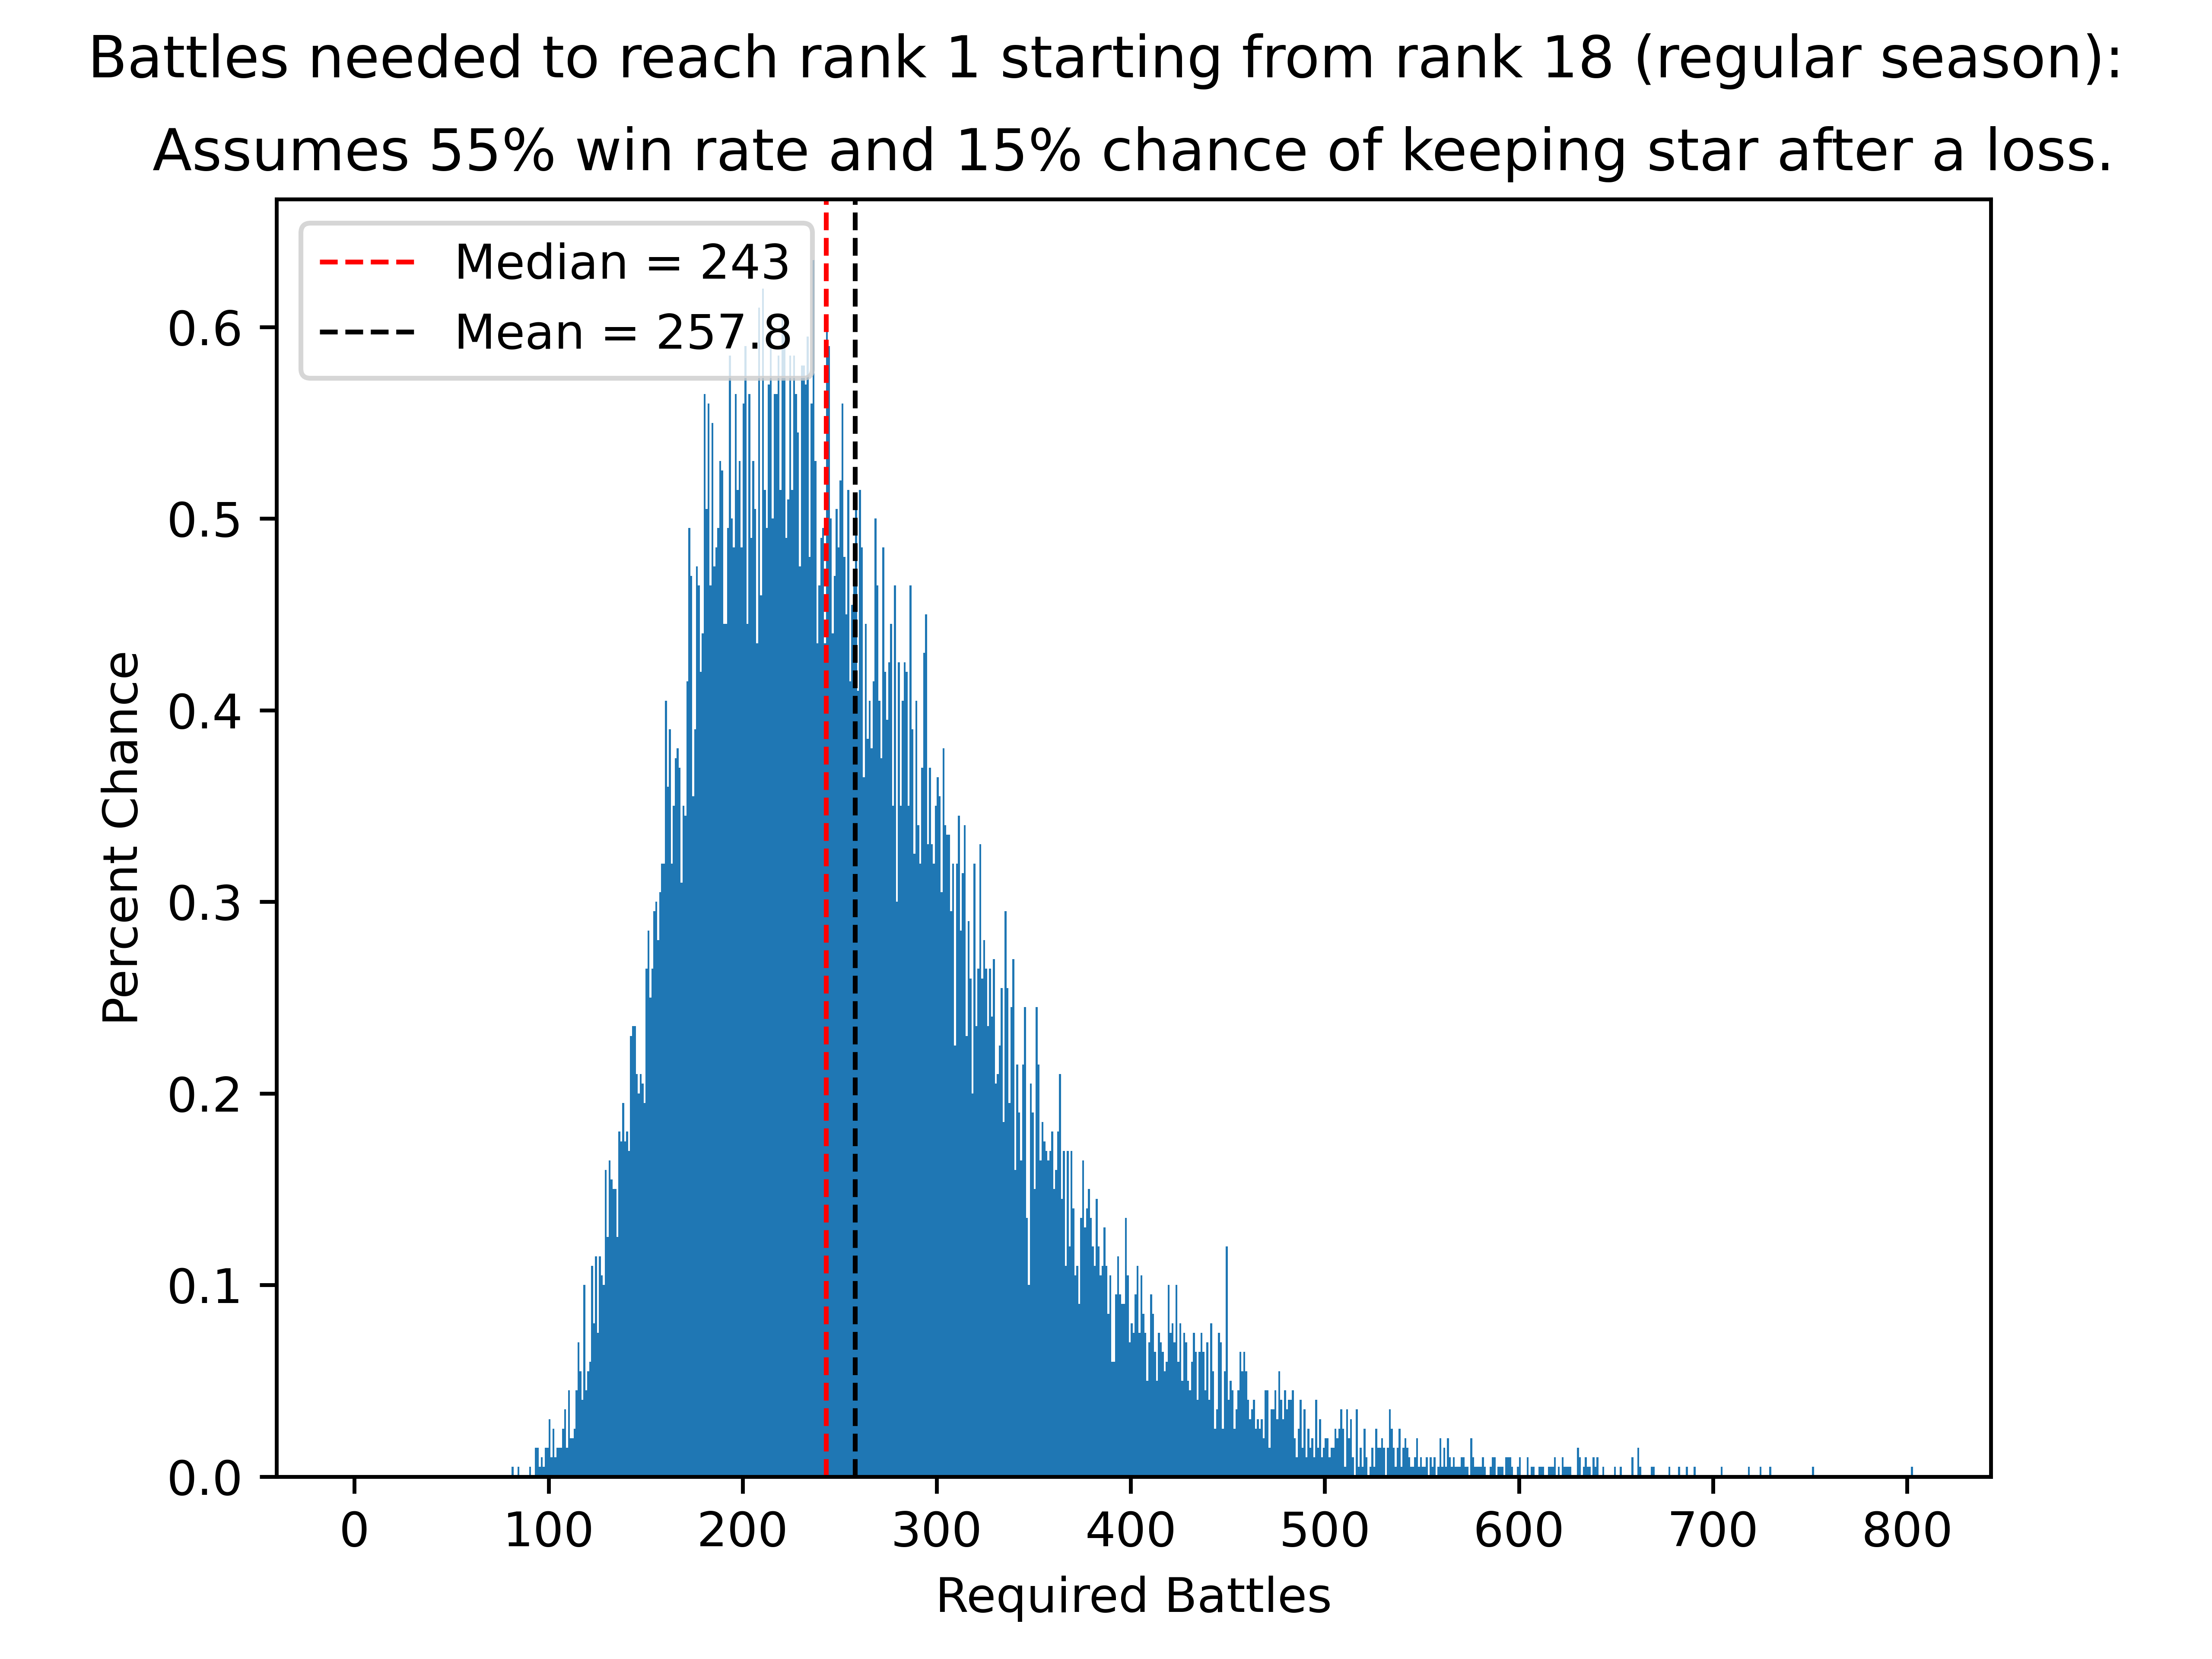 Battles needed to reach rank 1 starting from rank 18 (regular season):
Assumes 55% win rate and 15% chance of keeping star after a loss.
Median = 243
Mean = 257.8
Percent Chance
0.6
0.5
0.4
0.3
0.2
0.1
0.0
0 100 200 300 400 500 600 700 800
Required Battles